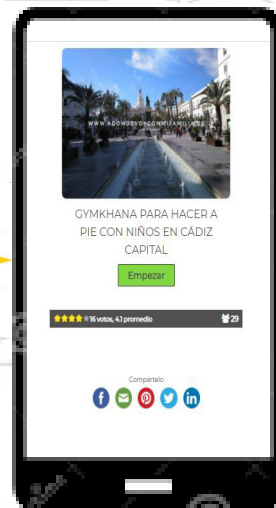 WWW.ADONDEVOYCONMIFAMILIA.ES
GYMKHANA PARA HACER A
PIE CON NIÑOS EN CÁDIZ
CAPITAL
Empezar
16 votos, 4.1 promedio
29
Compártelo